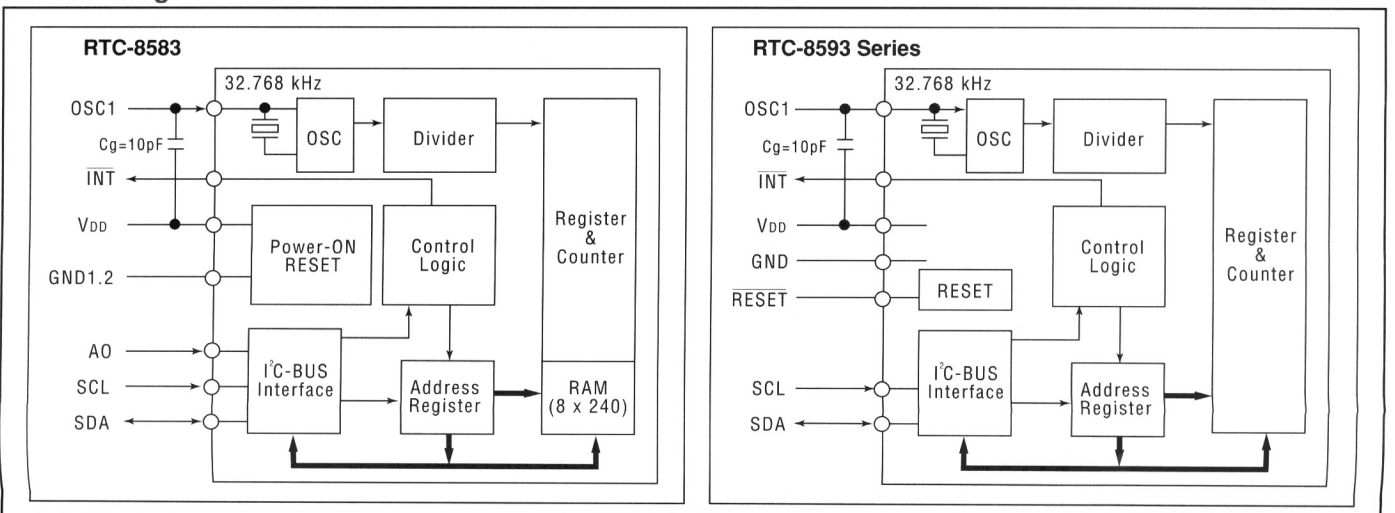 RTC-8583
32.768 kHz
OSC1
Cg=10pF
OSC
Divider
INT
VDD
Power-ON
RESET
Control
Logic
Register
&
Counter
GND1.2
AO
SCL
SDA
I²C-BUS
Interface
Address
Register
RAM
(8 x 240)
RTC-8593 Series
32.768 kHz
OSC1
Cg=10pF
OSC
Divider
INT
VDD
GND
RESET
RESET
Control
Logic
Register
&
Counter
SCL
SDA
I²C-BUS
Interface
Address
Register